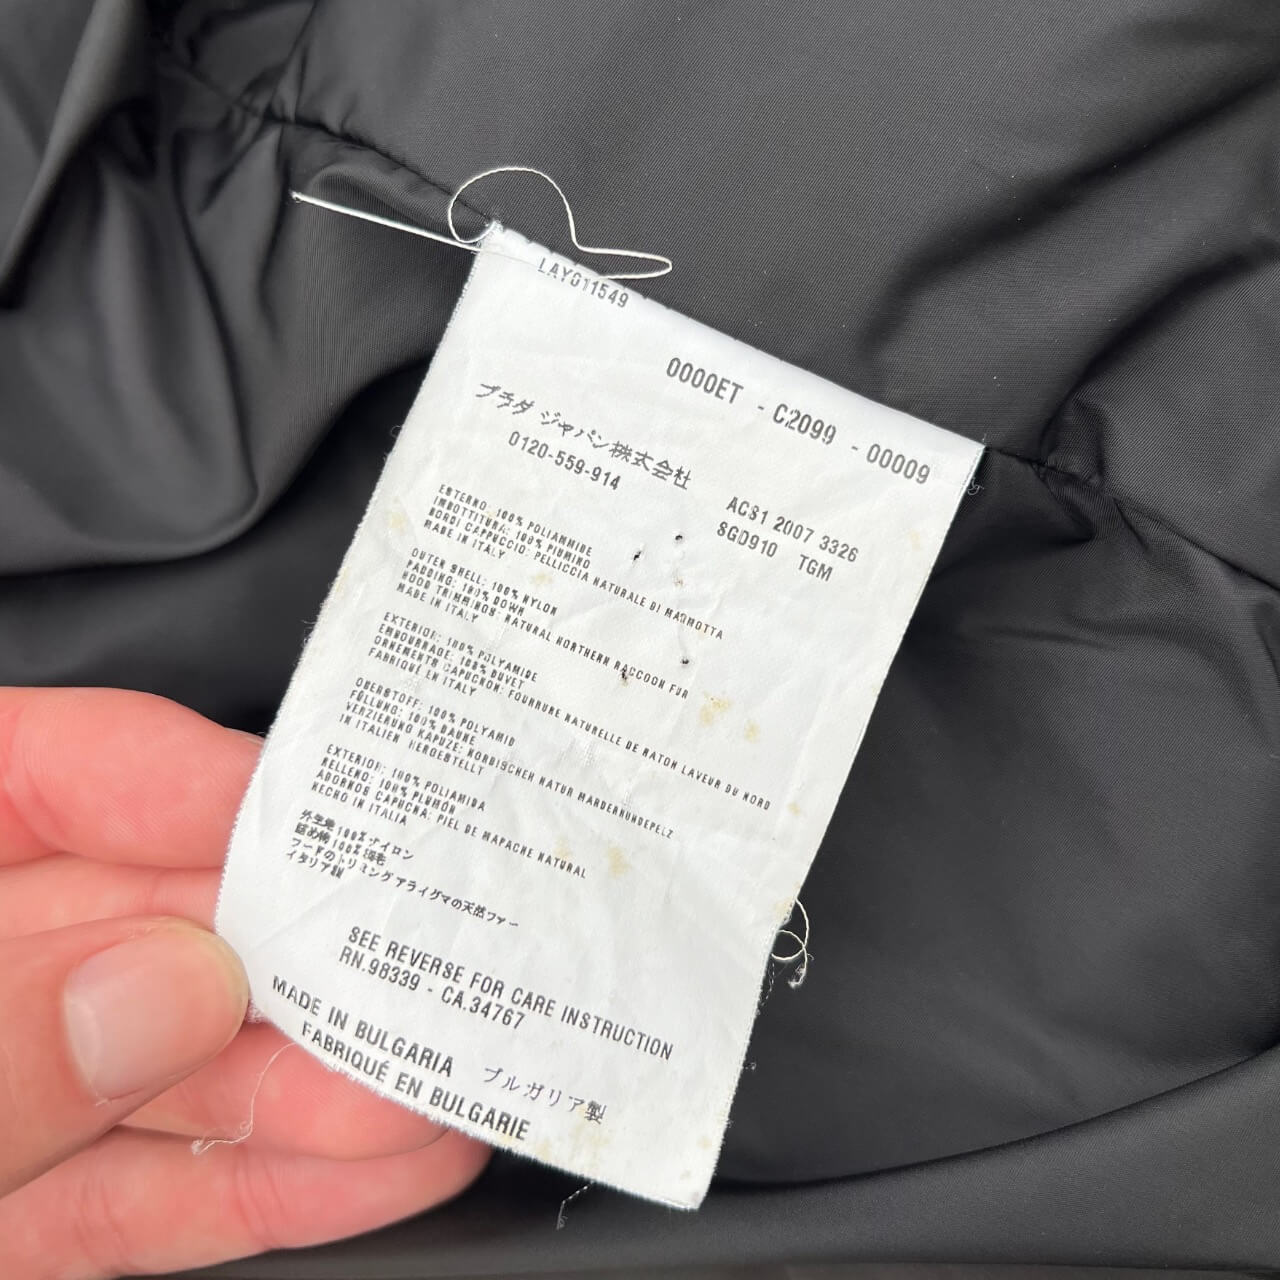 LAY011549
0000ET - C2099 - 00009
プラダ ジャパン株式会社
0120-559-914
ACS1 2007 3326
SGD910 TGM
ESTERNO: 100% POLIAMMIDE
IMBOTTITURA: 100% PIUMINO
BORDI CAPPUCCIO: PELLICCIA NATURALE DI MARMOTTA
MADE IN ITALY
OUTER SHELL: 100% NYLON
PADDING: 100% DOWN
HOOD TRIMMINGS: NATURAL NORTHERN RACCOON FUR
MADE IN ITALY
EXTERIOR: 100% POLYAMIDE
EMBOURRAGE: 100% DUVET
ORNEMENTS CAPUCHON: FOURRURE NATURELLE DE RATON LAVEUR DU NORD
FABRIQUÉ EN ITALY
OBERSTOFF: 100% POLYAMID
FÜLLUNG: 100% DAUNE
VERZIERUNG KAPUZE: NORDISCHER NATUR MARDERHUNDEPELZ
IN ITALIEN HERGESTELLT
EXTERIOR: 100% POLIAMIDA
RELLENO: 100% PLUMÓN
ADORNOS CAPUCHA: PIEL DE MAPACHE NATURAL
HECHO IN ITALIA
外生地 100% ナイロン
詰め物 100% 羽毛
フードのトリミング アライグマの天然ファー
イタリア製
SEE REVERSE FOR CARE INSTRUCTION
RN.98339 - CA.34767
MADE IN BULGARIA ブルガリア製
FABRIQUÉ EN BULGARIE